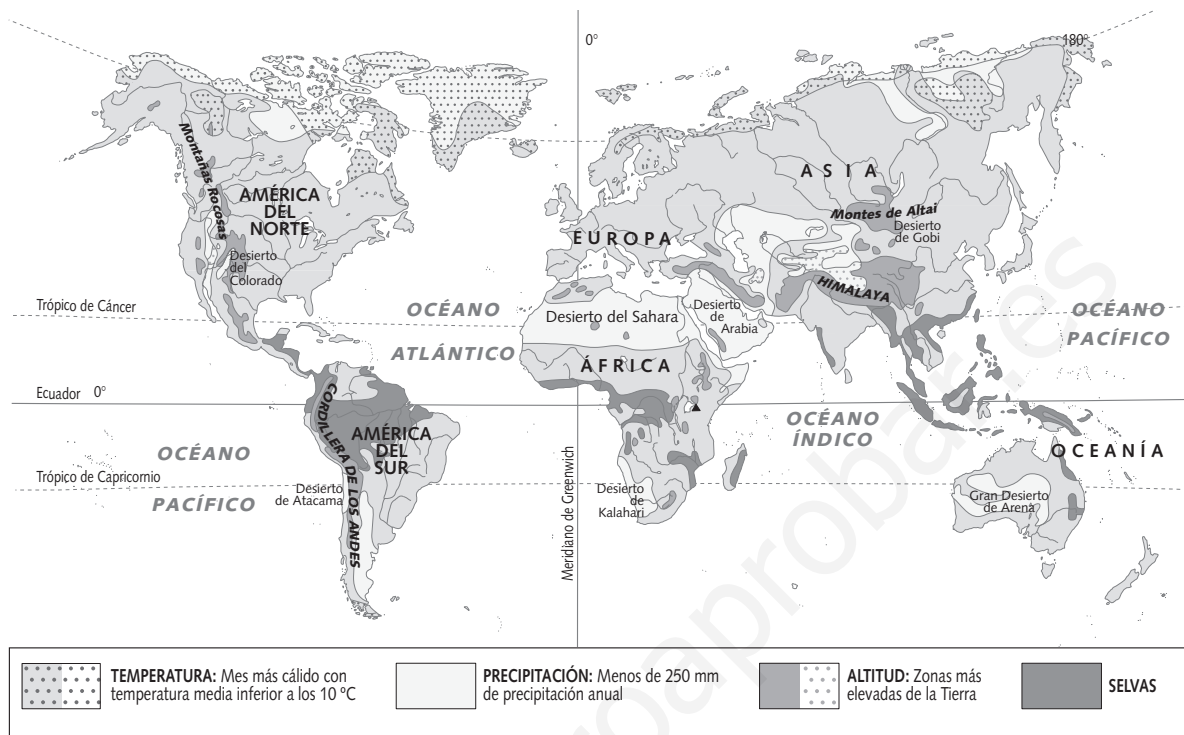 0°
180°
Montañas Rocosas
AMÉRICA
DEL
NORTE
Desierto
del
Colorado
ASIA
Montes de Altai
Desierto
de Gobi
EUROPA
HIMALAYA
Trópico de Cáncer
OCÉANO
ATLÁNTICO
Desierto del Sahara
Desierto
de
Arabia
OCÉANO
PACÍFICO
ÁFRICA
Ecuador 0°
CORDILLERA DE LOS ANDES
AMÉRICA
DEL
SUR
OCÉANO
ÍNDICO
OCEANÍA
OCÉANO
PACÍFICO
Trópico de Capricornio
Desierto
de Atacama
Meridiano de Greenwich
Desierto
de
Kalahari
Gran Desierto
de Arena
TEMPERATURA: Mes más cálido con
temperatura media inferior a los 10 ºC
PRECIPITACIÓN: Menos de 250 mm
de precipitación anual
ALTITUD: Zonas más
elevadas de la Tierra
SELVAS
roaprobar.es